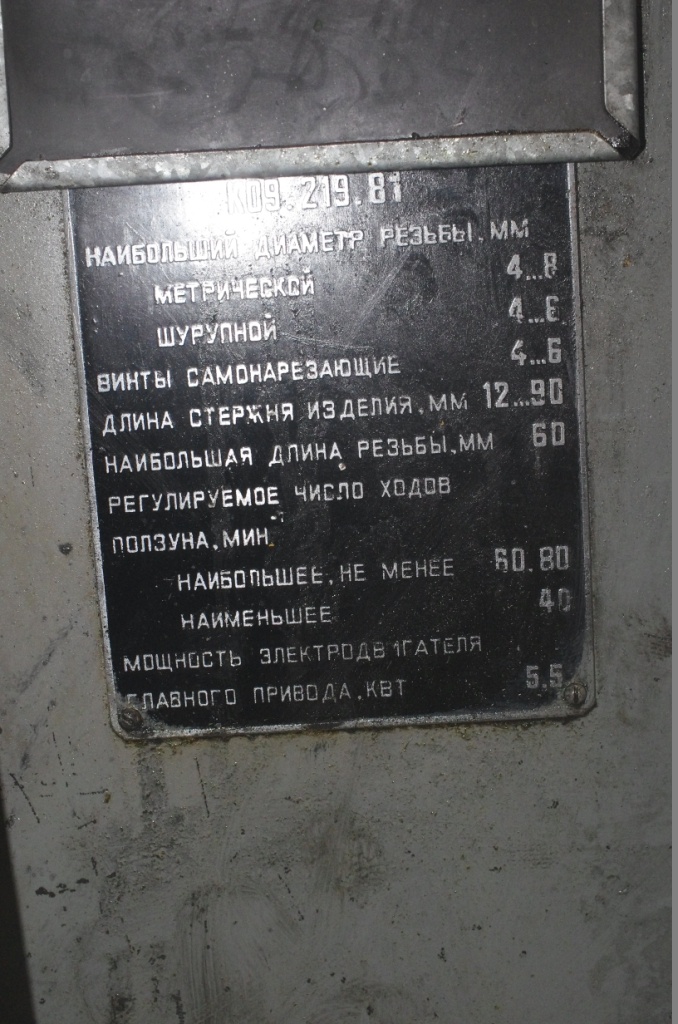 К09.219.81
НАИБОЛЬШИЙ ДИАМЕТР РЕЗЬБЫ, ММ
МЕТРИЧЕСКОЙ 4...8
ШУРУПНОЙ 4...6
ВИНТЫ САМОНАРЕЗАЮЩИЕ 4...6
ДЛИНА СТЕРЖНЯ ИЗДЕЛИЯ, ММ 12...90
НАИБОЛЬШАЯ ДЛИНА РЕЗЬБЫ, ММ 60
РЕГУЛИРУЕМОЕ ЧИСЛО ХОДОВ
ПОЛЗУНА, МИН⁻¹
НАИБОЛЬШЕЕ, НЕ МЕНЕЕ 60.80
НАИМЕНЬШЕЕ 40
МОЩНОСТЬ ЭЛЕКТРОДВИГАТЕЛЯ
ГЛАВНОГО ПРИВОДА, КВТ 5.5